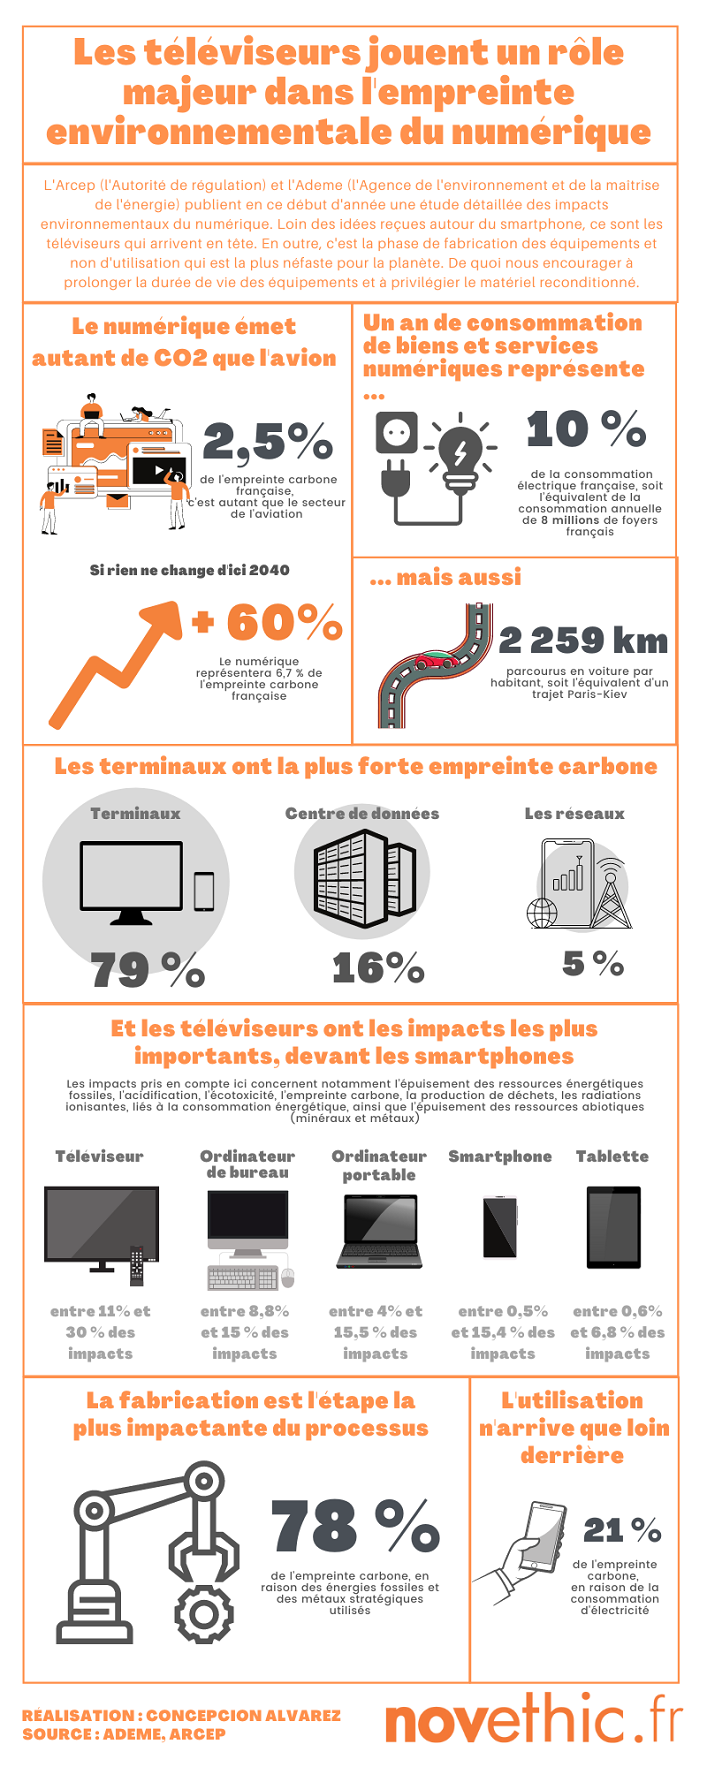 Les téléviseurs jouent un rôle
majeur dans l'empreinte
environnementale du numérique
L'Arcep (l'Autorité de régulation) et l'Ademe (l'Agence de l'environnement et de la maitrise
de l'énergie) publient en ce début d'année une étude détaillée des impacts
environnementaux du numérique. Loin des idées reçues autour du smartphone, ce sont les
téléviseurs qui arrivent en tête. En outre, c'est la phase de fabrication des équipements et
non d'utilisation qui est la plus néfaste pour la planète. De quoi nous encourager à
prolonger la durée de vie des équipements et à privilégier le matériel reconditionné.
Le numérique émet
autant de CO2 que l'avion
2,5%
de l'empreinte carbone
française,
c'est autant que le secteur
de l'aviation
Si rien ne change d'ici 2040
+ 60%
Le numérique
représentera 6,7 % de
l'empreinte carbone
française
Un an de consommation
de biens et services
numériques représente
...
10 %
de la consommation
électrique française, soit
l'équivalent de la
consommation annuelle
de 8 millions de foyers
français
... mais aussi
2 259 km
parcourus en voiture par
habitant, soit l'équivalent d'un
trajet Paris-Kiev
Les terminaux ont la plus forte empreinte carbone
Terminaux
79 %
Centre de données
16%
Les réseaux
5 %
Et les téléviseurs ont les impacts les plus
importants, devant les smartphones
Les impacts pris en compte ici concernent notamment l'épuisement des ressources énergétiques
fossiles, l'acidification, l'écotoxicité, l'empreinte carbone, la production de déchets, les radiations
ionisantes, liés à la consommation énergétique, ainsi que l'épuisement des ressources abiotiques
(minéraux et métaux)
Téléviseur
entre 11% et
30 % des
impacts
Ordinateur
de bureau
entre 8,8%
et 15 % des
impacts
Ordinateur
portable
entre 4% et
15,5 % des
impacts
Smartphone
entre 0,5%
et 15,4 % des
impacts
Tablette
entre 0,6%
et 6,8 % des
impacts
La fabrication est l'étape la
plus impactante du processus
78 %
de l'empreinte carbone, en
raison des énergies fossiles et
des métaux stratégiques
utilisés
L'utilisation
n'arrive que loin
derrière
21 %
de l'empreinte
carbone,
en raison de la
consommation
d'électricité
RÉALISATION : CONCEPCION ALVAREZ
SOURCE : ADEME, ARCEP
novethic.fr